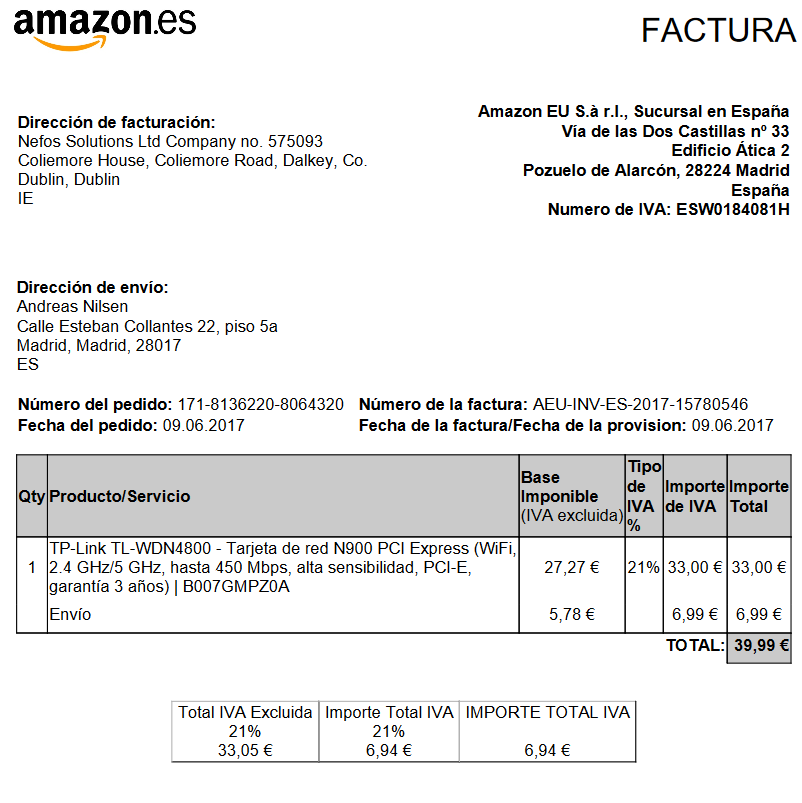 amazon.es
FACTURA
Dirección de facturación:
Nefos Solutions Ltd Company no. 575093
Coliemore House, Coliemore Road, Dalkey, Co.
Dublin, Dublin
IE
Amazon EU S.à r.l., Sucursal en España
Vía de las Dos Castillas nº 33
Edificio Ática 2
Pozuelo de Alarcón, 28224 Madrid
España
Numero de IVA: ESW0184081H
Dirección de envío:
Andreas Nilsen
Calle Esteban Collantes 22, piso 5a
Madrid, Madrid, 28017
ES
Número del pedido: 171-8136220-8064320 Número de la factura: AEU-INV-ES-2017-15780546
Fecha del pedido: 09.06.2017 Fecha de la factura/Fecha de la provision: 09.06.2017
Qty Producto/Servicio Base Imponible (IVA excluida) Tipo de IVA % Importe de IVA Importe Total
TP-Link TL-WDN4800 - Tarjeta de red N900 PCI Express (WiFi,
1 2.4 GHz/5 GHz, hasta 450 Mbps, alta sensibilidad, PCI-E, 27,27 € 21% 33,00 € 33,00 €
garantía 3 años) | B007GMPZ0A
Envío 5,78 € 6,99 € 6,99 €
TOTAL: 39,99 €
Total IVA Excluida Importe Total IVA IMPORTE TOTAL IVA
21% 21%
33,05 € 6,94 € 6,94 €